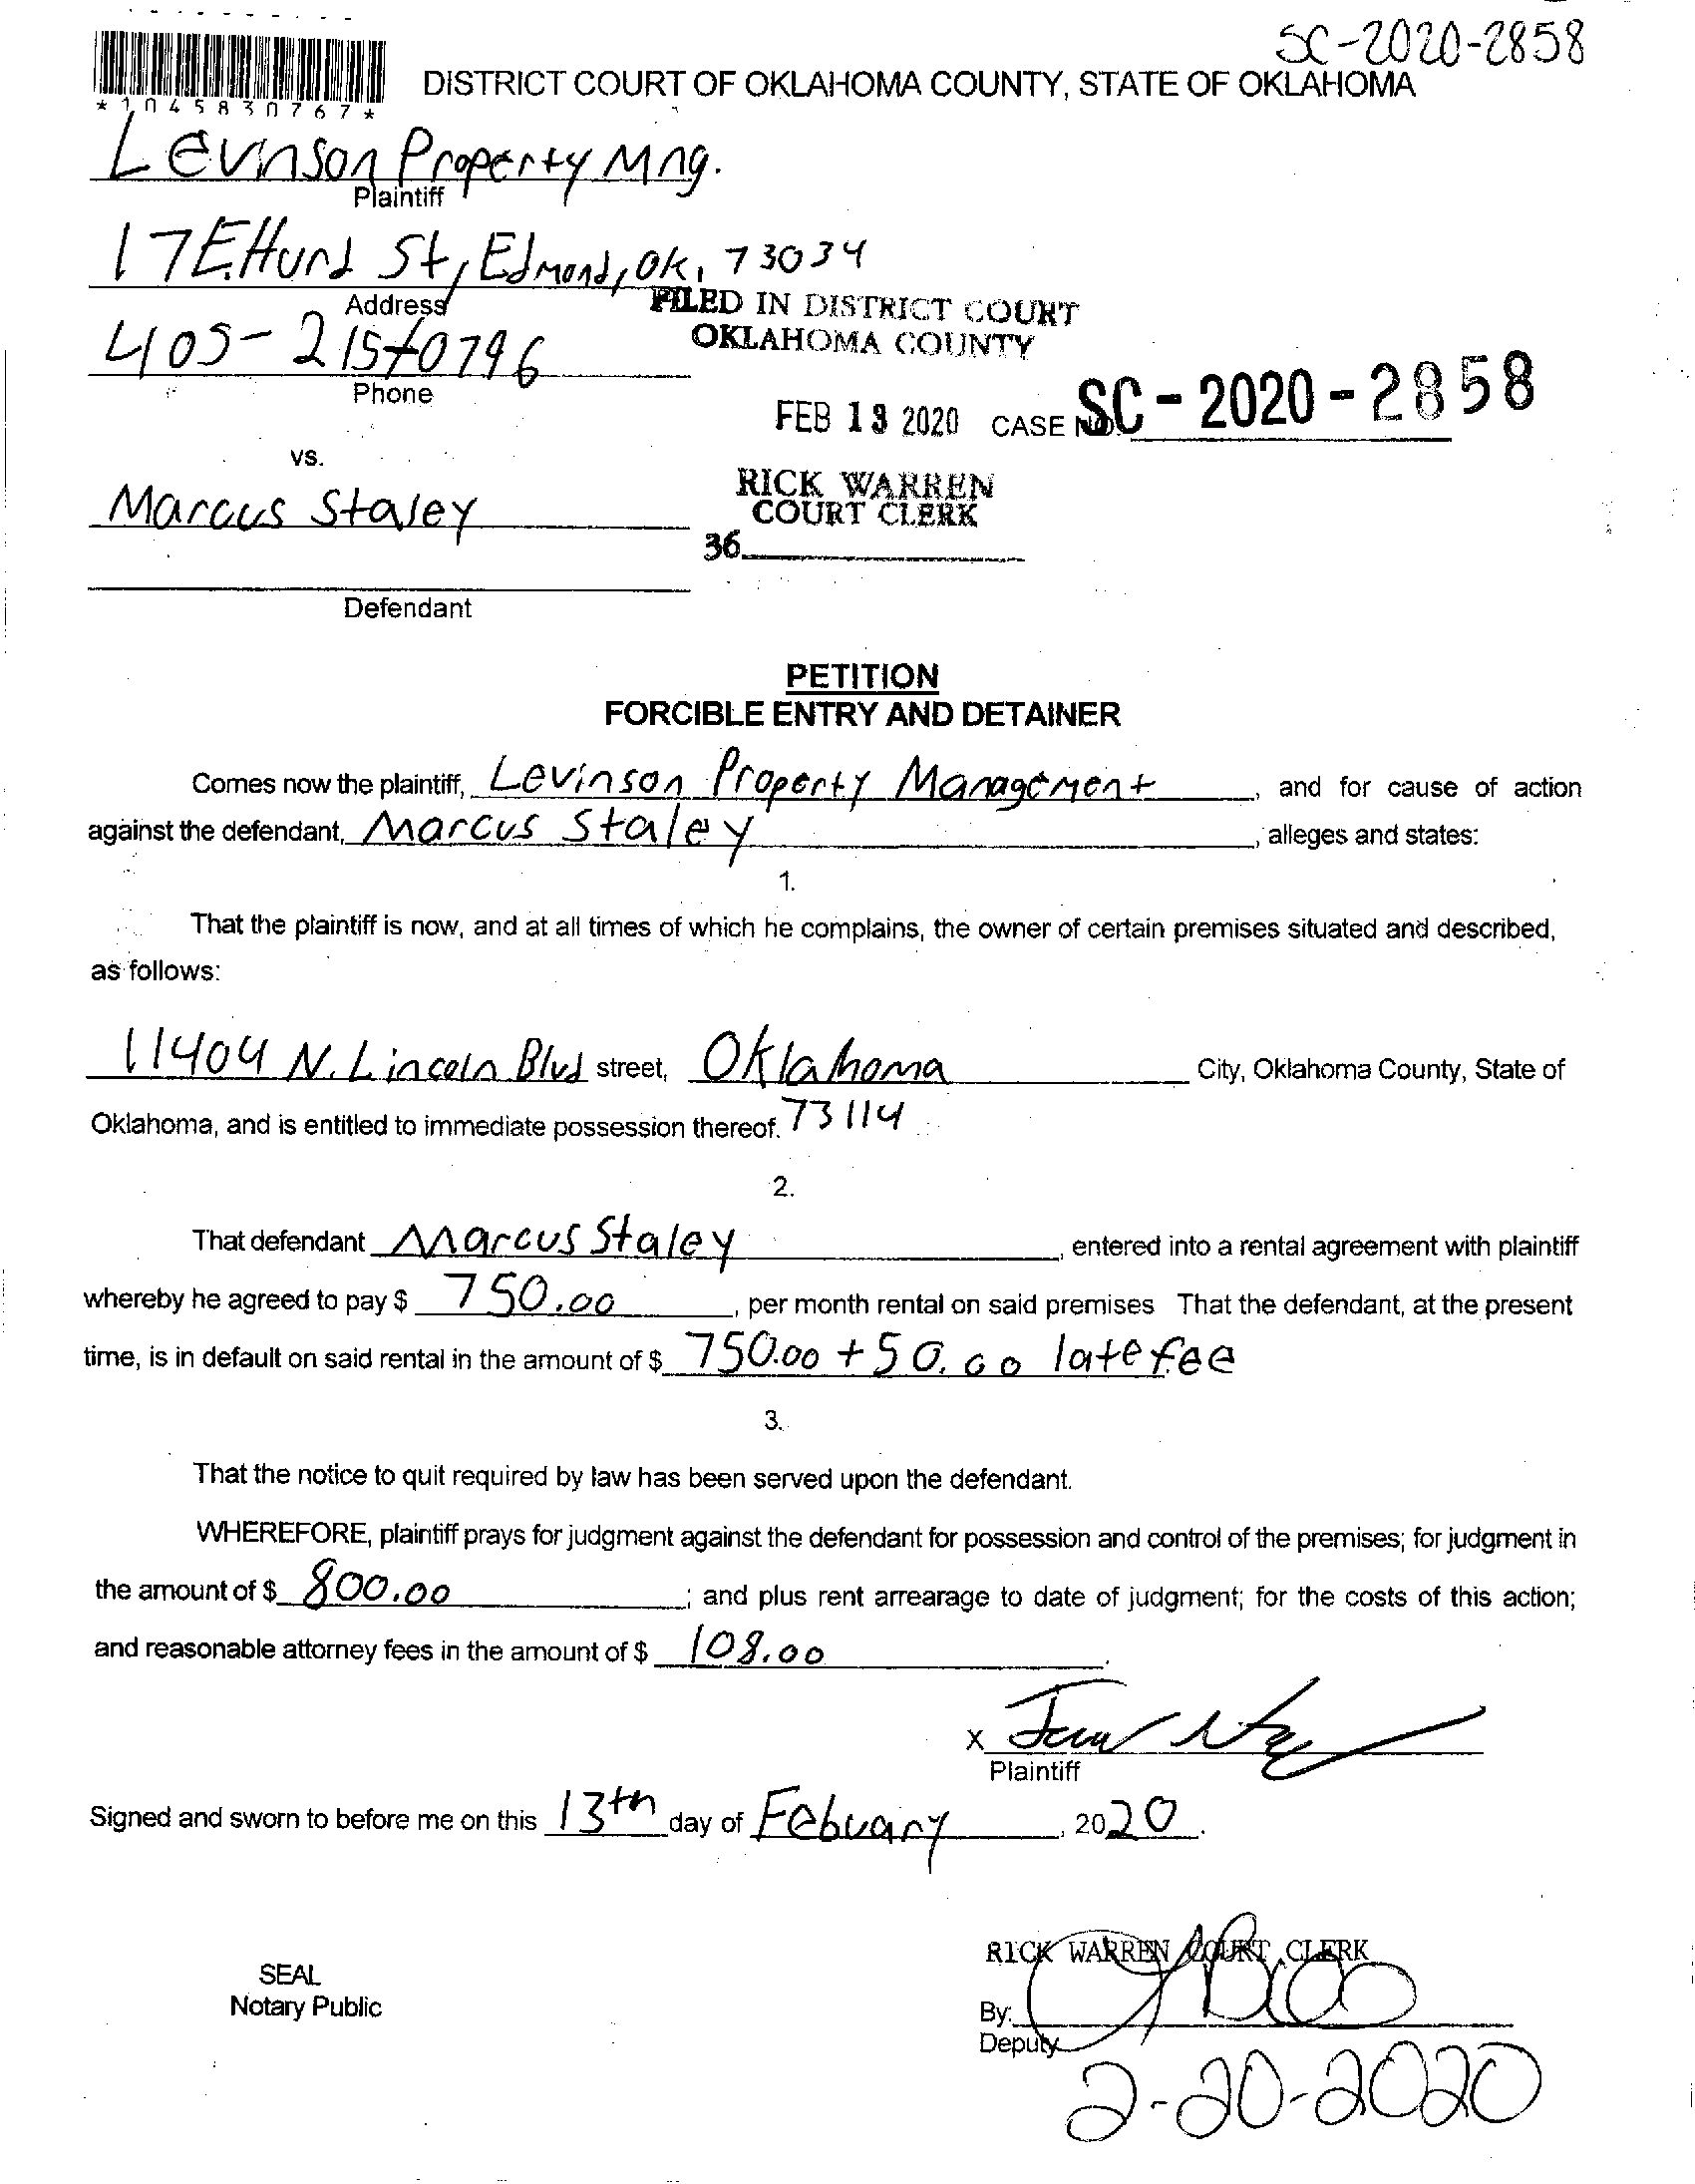 SC-2020-2858
*1045830767*
DISTRICT COURT OF OKLAHOMA COUNTY, STATE OF OKLAHOMA
Levinson Property Mng.
Plaintiff
17 E. Hurd St, Edmond, OK, 73034
Address
FILED IN DISTRICT COURT
OKLAHOMA COUNTY
405-215-0796
Phone
FEB 13 2020 CASE NO. SC-2020-2858
vs.
RICK WARREN
COURT CLERK
Marcus Staley
36
Defendant
PETITION
FORCIBLE ENTRY AND DETAINER
Comes now the plaintiff, Levinson Property Management, and for cause of action
against the defendant, Marcus Staley, alleges and states:
1.
That the plaintiff is now, and at all times of which he complains, the owner of certain premises situated and described,
as follows:
11404 N. Lincoln Blvd street, Oklahoma City, Oklahoma County, State of
Oklahoma, and is entitled to immediate possession thereof. 73114
2.
That defendant Marcus Staley, entered into a rental agreement with plaintiff
whereby he agreed to pay $ 750.00, per month rental on said premises That the defendant, at the present
time, is in default on said rental in the amount of $ 750.00 + 50.00 late fee
3.
That the notice to quit required by law has been served upon the defendant.
WHEREFORE, plaintiff prays for judgment against the defendant for possession and control of the premises; for judgment in
the amount of $ 800.00; and plus rent arrearage to date of judgment; for the costs of this action;
and reasonable attorney fees in the amount of $ 108.00.
X
Plaintiff
Signed and sworn to before me on this 13th day of Febuary, 2020.
RICK WARREN COURT CLERK
SEAL
Notary Public
By:
Deputy
2-20-2020